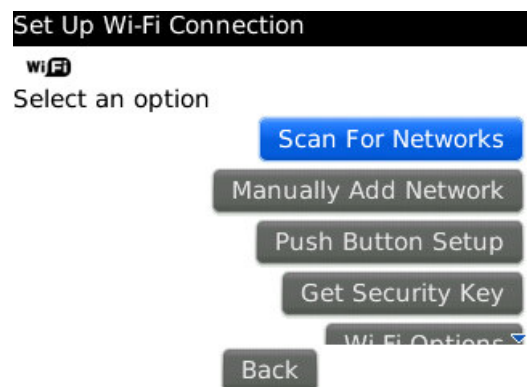 Set Up Wi-Fi Connection
Wi Fi
Select an option
Scan For Networks
Manually Add Network
Push Button Setup
Get Security Key
Wi Fi Options
Back